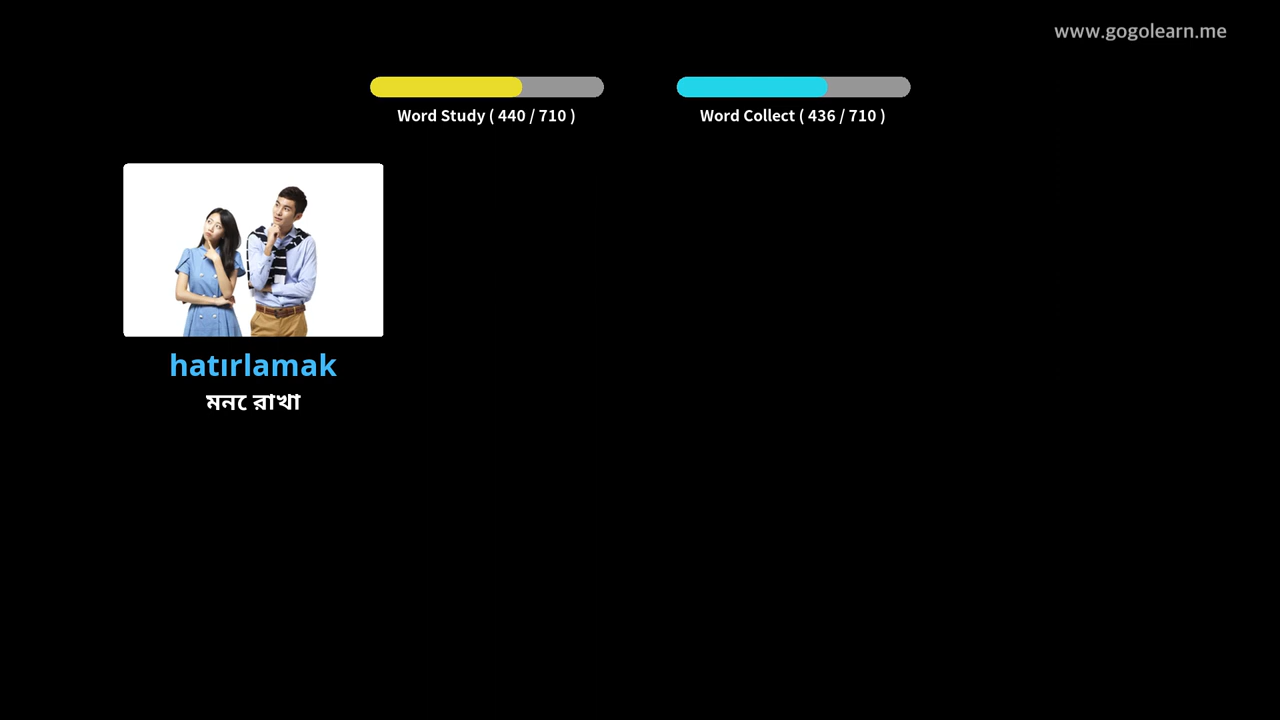 www.gogolearn.me
Word Study ( 440 / 710 )
Word Collect ( 436 / 710 )
hatırlamak
মনে রাখা